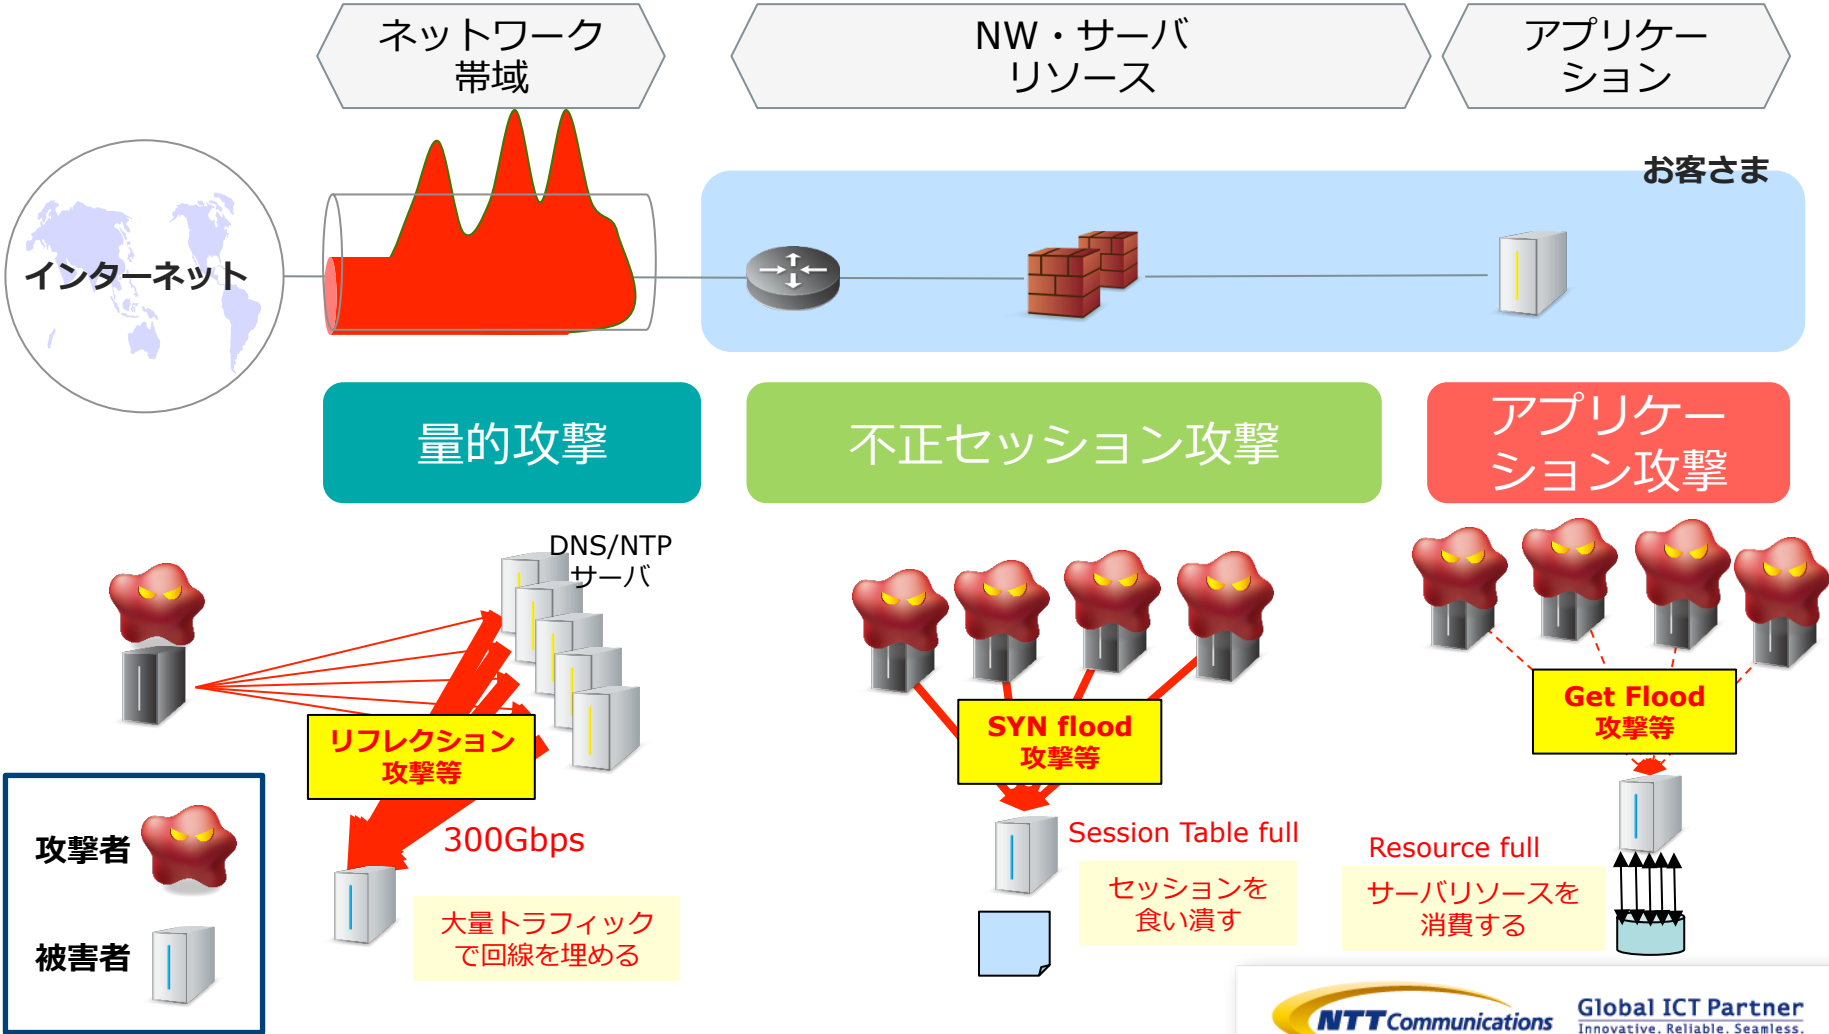 ネットワーク
帯域
NW・サーバ
リソース
アプリケー
ション
お客さま
インターネット
量的攻撃
不正セッション攻撃
アプリケー
ション攻撃
DNS/NTP
サーバ
リフレクション
攻撃等
300Gbps
大量トラフィック
で回線を埋める
SYN flood
攻撃等
Session Table full
セッションを
食い潰す
Get Flood
攻撃等
Resource full
サーバリソースを
消費する
攻撃者
被害者
NTT Communications
Global ICT Partner
Innovative. Reliable. Seamless.